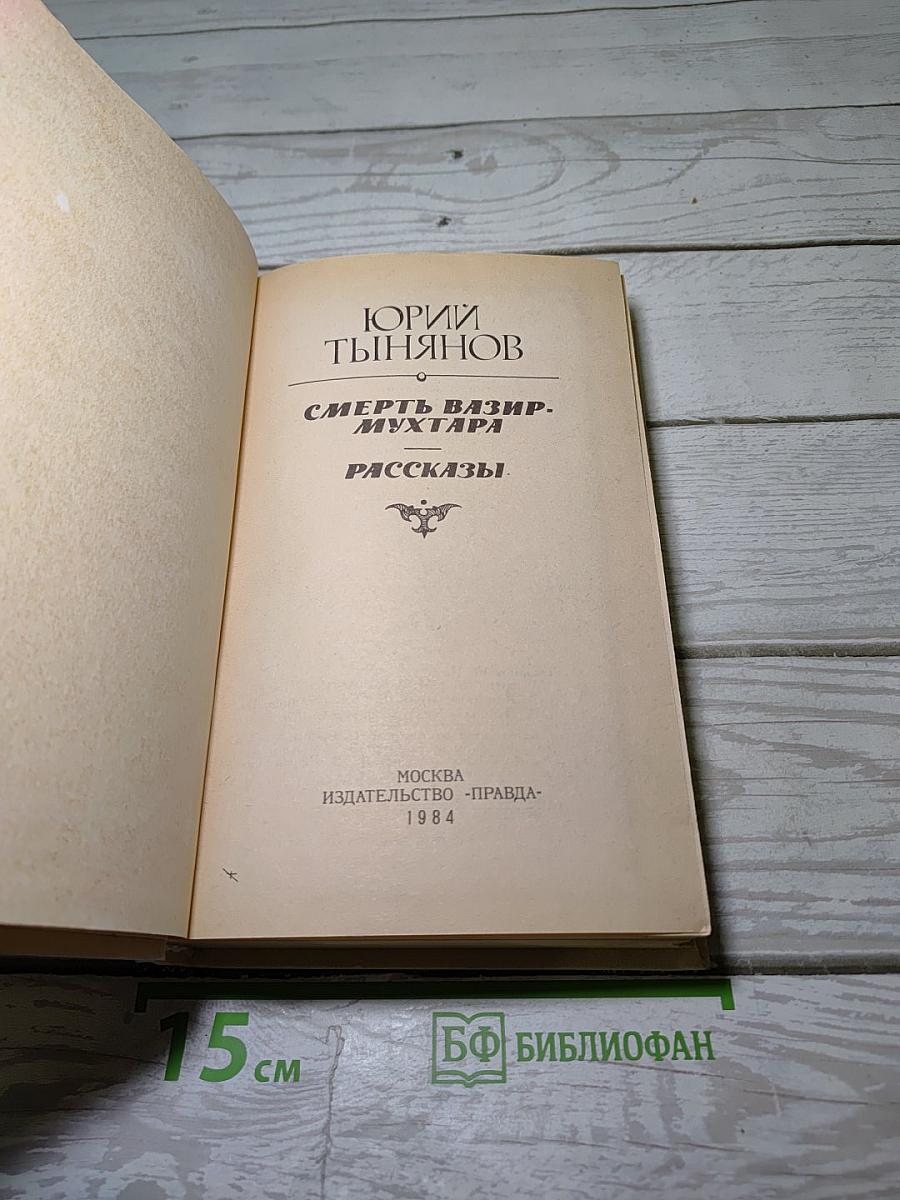 ЮРИЙ
ТЫНЯНОВ
СМЕРТЬ ВАЗИР-
МУХТАРА
РАССКАЗЫ
МОСКВА
ИЗДАТЕЛЬСТВО «ПРАВДА»
1984
15 см
БФ БИБЛИОФАН